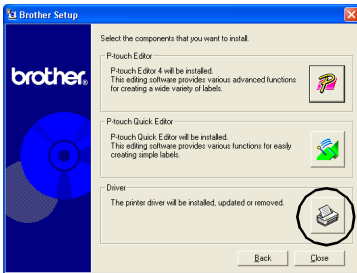 Brother Setup
Select the components that you want to install.
P-touch Editor
P-touch Editor 4 will be installed.
This editing software provides various advanced functions
for creating a wide variety of labels.
brother®
P-touch Quick Editor
P-touch Quick Editor will be installed.
This editing software provides various functions for easily
creating simple labels.
Driver
The printer driver will be installed, updated or removed.
Back
Close